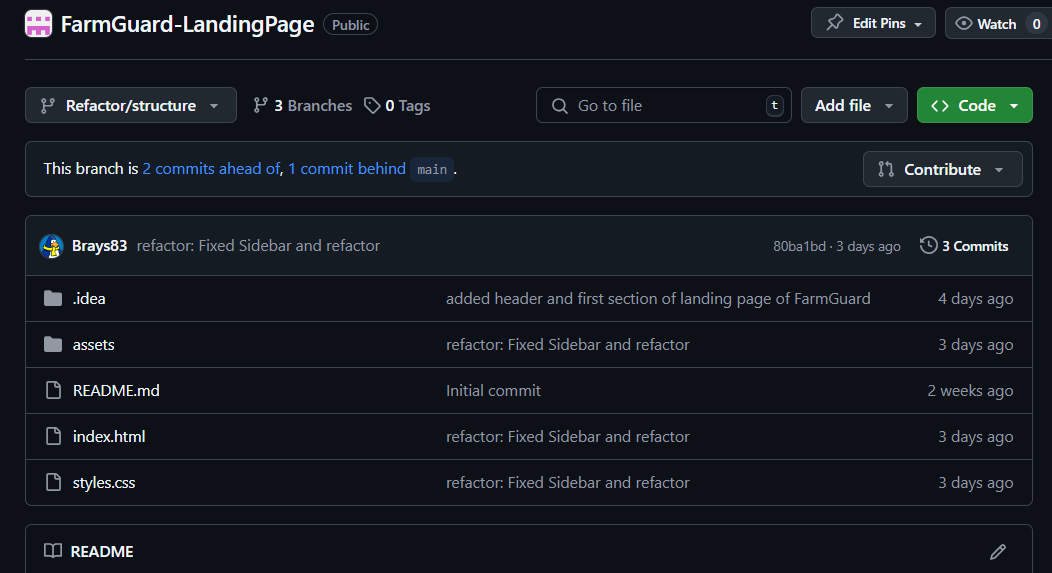 FarmGuard-LandingPage Public Edit Pins Watch 0
Refactor/structure 3 Branches 0 Tags Go to file t Add file Code
This branch is 2 commits ahead of, 1 commit behind main . Contribute
Brays83 refactor: Fixed Sidebar and refactor 80ba1bd · 3 days ago 3 Commits
.idea added header and first section of landing page of FarmGuard 4 days ago
assets refactor: Fixed Sidebar and refactor 3 days ago
README.md Initial commit 2 weeks ago
index.html refactor: Fixed Sidebar and refactor 3 days ago
styles.css refactor: Fixed Sidebar and refactor 3 days ago
README